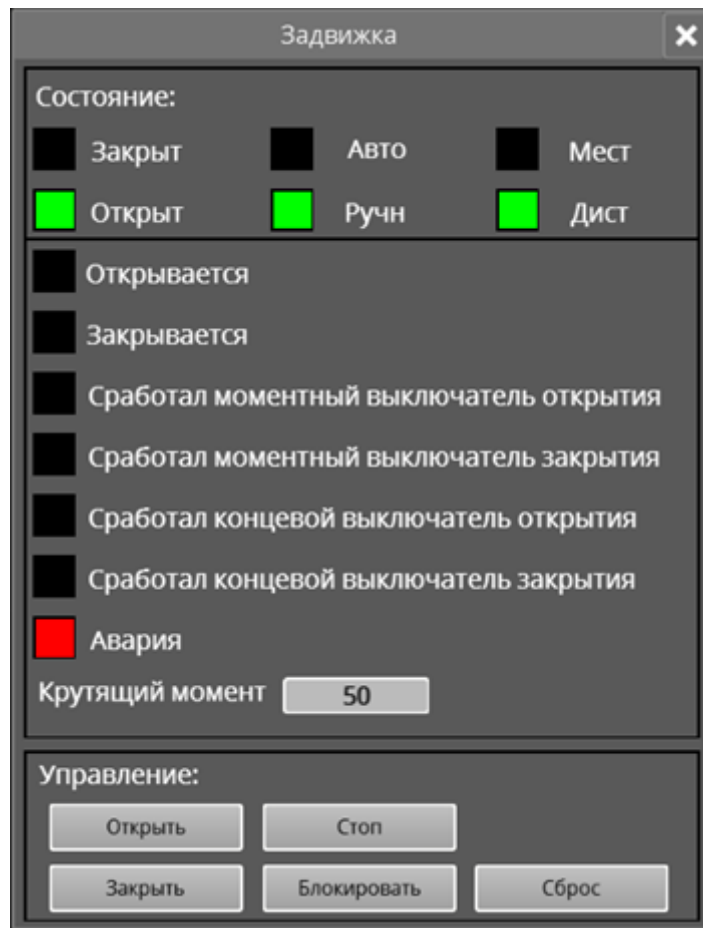 Задвижка
Состояние:
Закрыт Авто Мест
Открыт Ручн Дист
Открывается
Закрывается
Сработал моментный выключатель открытия
Сработал моментный выключатель закрытия
Сработал концевой выключатель открытия
Сработал концевой выключатель закрытия
Авария
Крутящий момент 50
Управление:
Открыть Стоп
Закрыть Блокировать Сброс